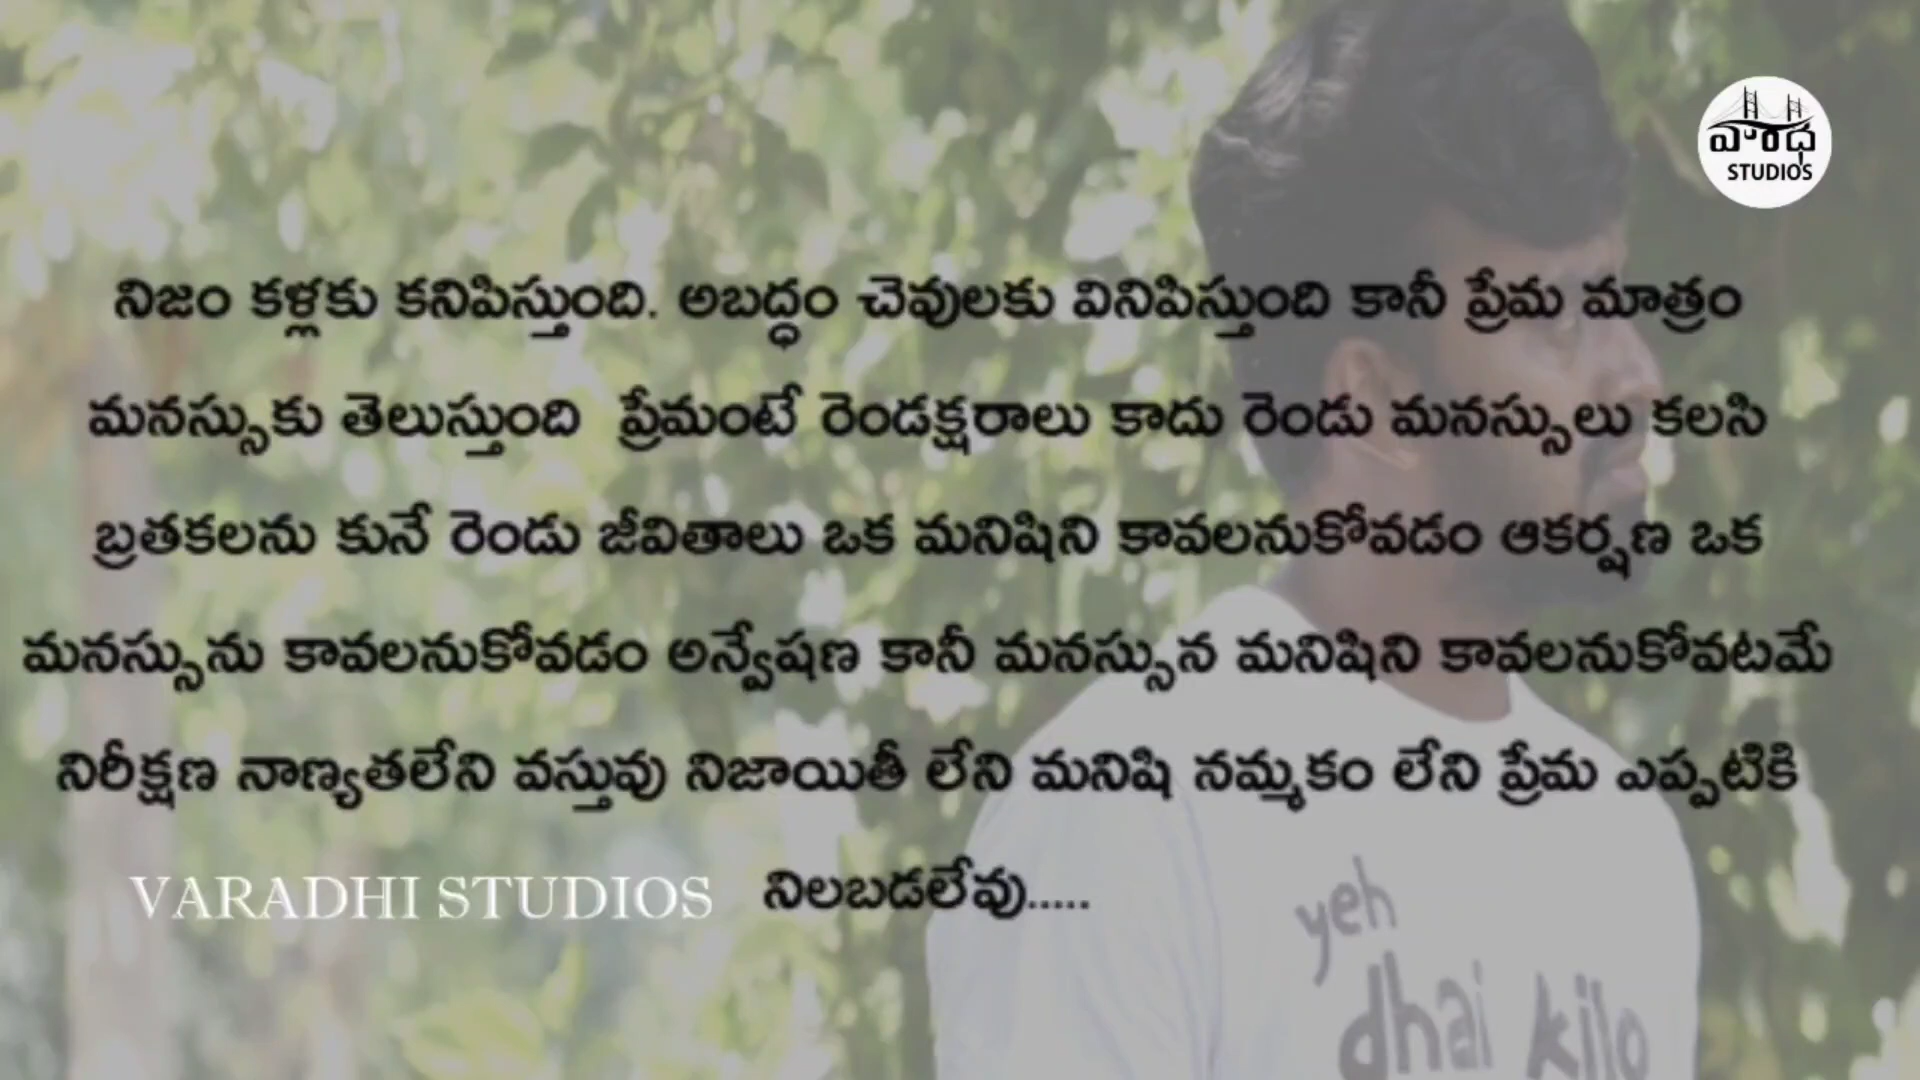 వారధి
STUDIOS
నిజం కళ్లకు కనిపిస్తుంది. అబద్ధం చెవులకు వినిపిస్తుంది కానీ ప్రేమ మాత్రం
మనస్సుకు తెలుస్తుంది ప్రేమంటే రెండక్షరాలు కాదు రెండు మనస్సులు కలసి
బ్రతకలను కునే రెండు జీవితాలు ఒక మనిషిని కావలనుకోవడం ఆకర్షణ ఒక
మనస్సును కావలనుకోవడం అన్వేషణ కానీ మనస్సున మనిషిని కావలనుకోవటమే
నిరీక్షణ నాణ్యతలేని వస్తువు నిజాయితీ లేని మనిషి నమ్మకం లేని ప్రేమ ఎప్పటికి
VARADHI STUDIOS నిలబడలేవు.....
yeh
dhai kilo